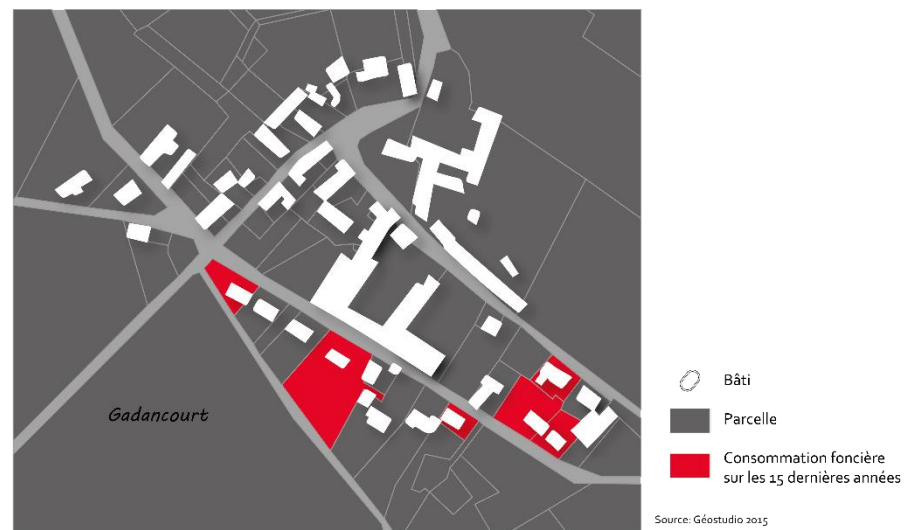 Gadancourt
Bâti
Parcelle
Consommation foncière
sur les 15 dernières années
Source: Géostudio 2015